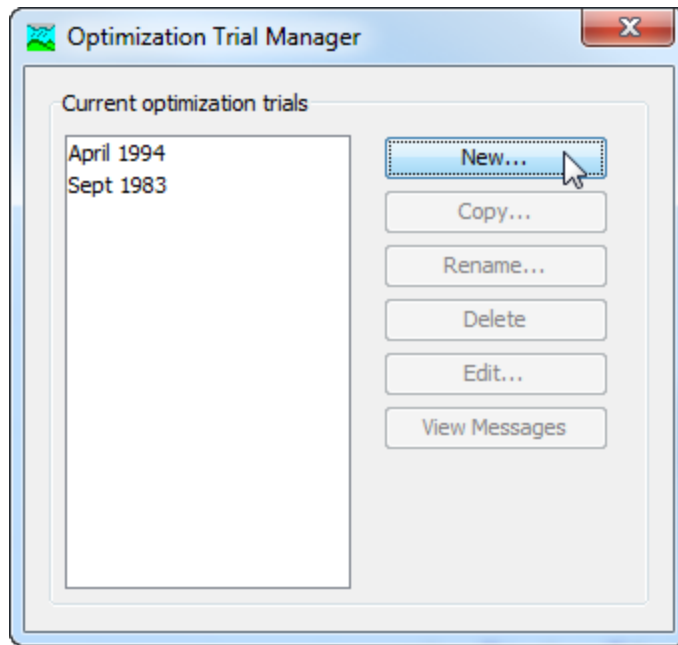 Optimization Trial Manager
Current optimization trials
April 1994
Sept 1983
New...
Copy...
Rename...
Delete
Edit...
View Messages